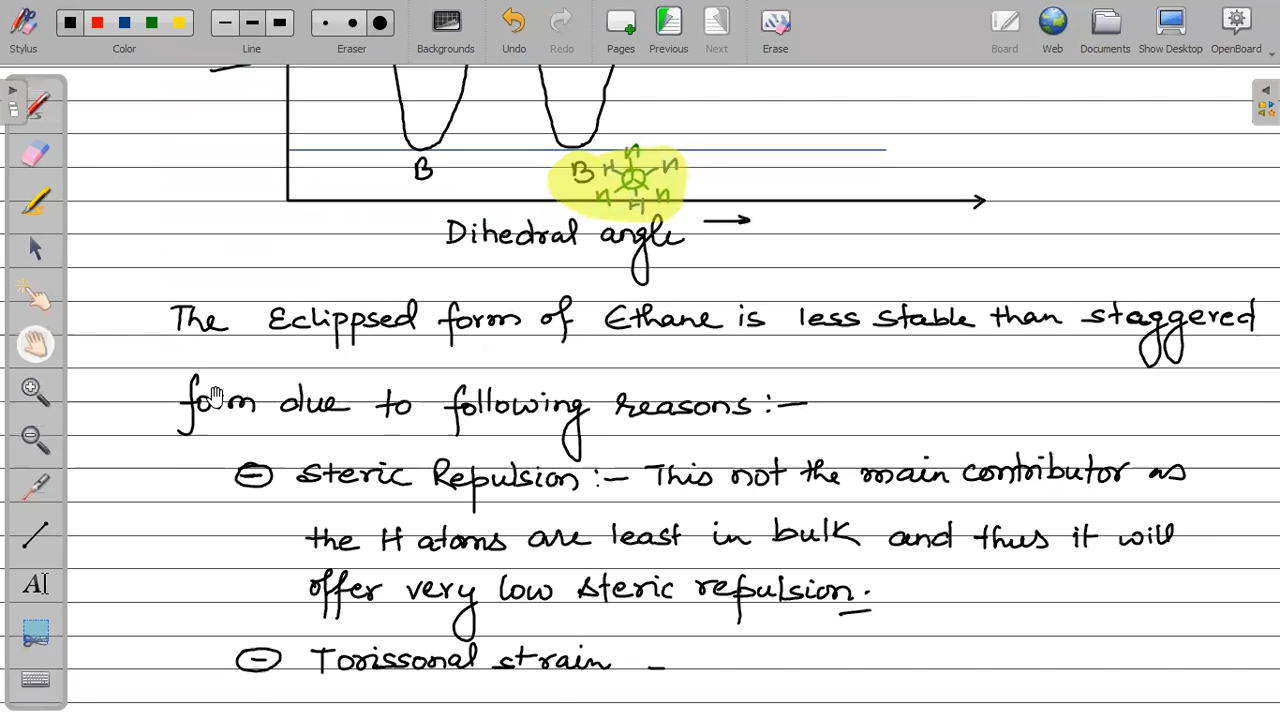 Stylus
Color
Line
Eraser
Backgrounds
Undo
Redo
Pages
Previous
Next
Erase
Board
Web
Documents
Show Desktop
OpenBoard
B
B H n n
n H n
Dihedral angle
The Eclippsed form of Ethane is less stable than staggered
form due to following reasons :-
Steric Repulsion :- This not the main contributor as
the H atoms are least in bulk and thus it will
offer very low steric repulsion.
Torissonal strain -
AI